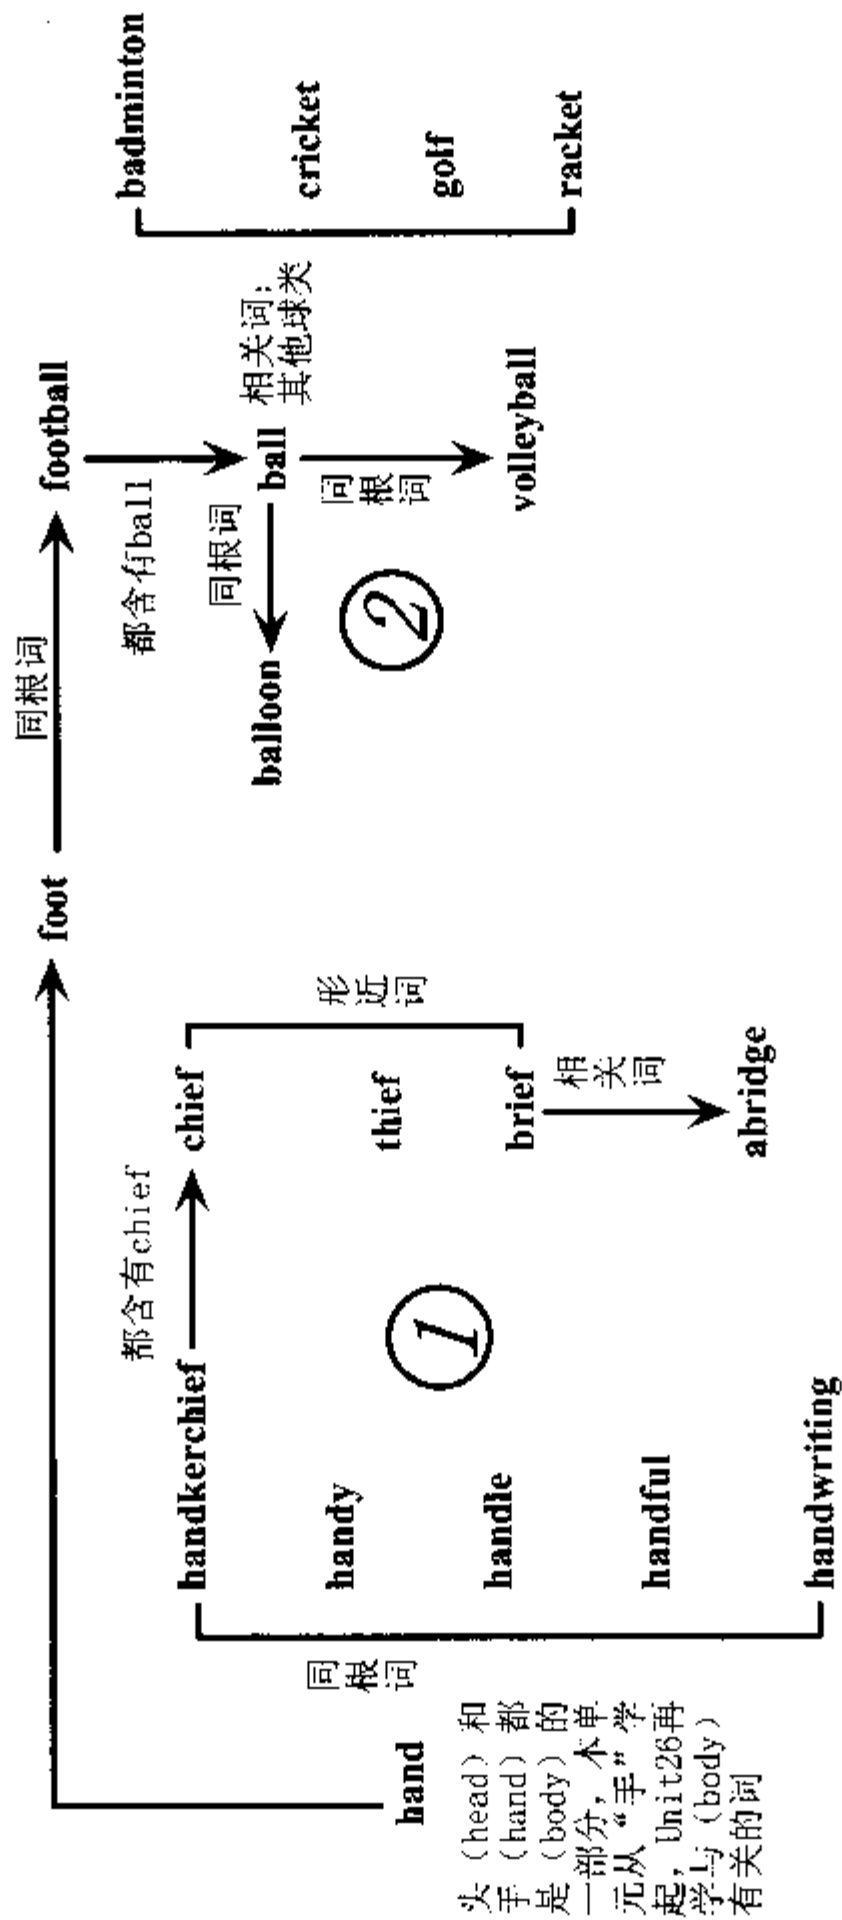 hand
头（head）和
手（hand）都
是（body）的
一部分，本单
元从“手”学
起，Unit26再
学与（body）
有关的词
同根词
handkerchief
handy
handle
handful
handwriting
都含有chief
chief
thief
brief
形近词
相关词
abridge
①
foot
同根词
football
都含有ball
ball
同根词
balloon
同根词
volleyball
②
相关词：
其他球类
badminton
cricket
golf
racket